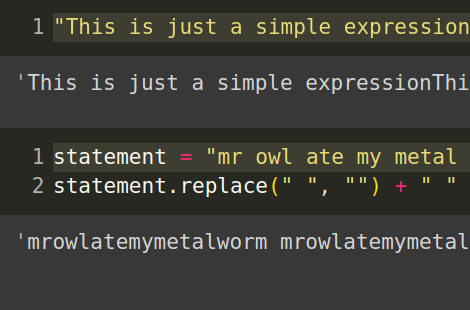 1 "This is just a simple expression
'This is just a simple expressionThi
1 statement = "mr owl ate my metal
2 statement.replace(" ", "") + " "
'mrowlatemymetalworm mrowlatemymetal